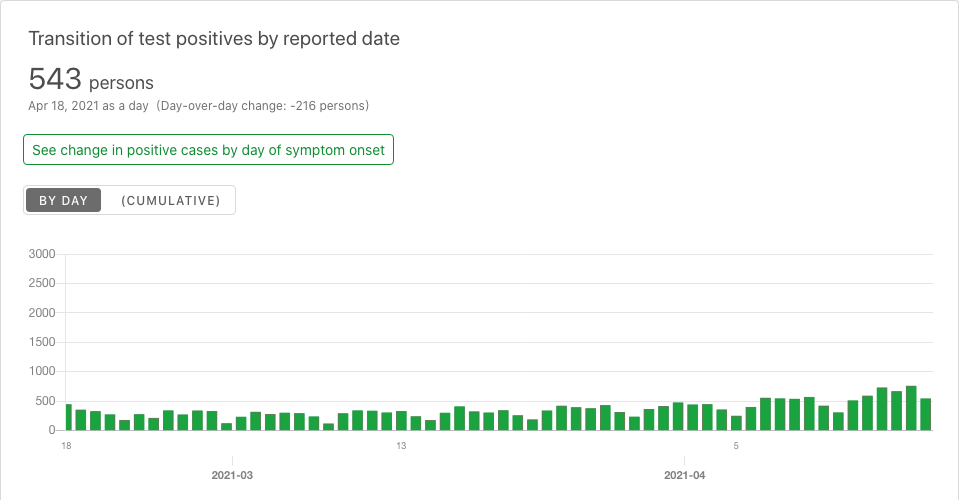 Transition of test positives by reported date
543 persons
Apr 18, 2021 as a day (Day-over-day change: -216 persons)
See change in positive cases by day of symptom onset
BY DAY (CUMULATIVE)
3000
2500
2000
1500
1000
500
0
18 13 5
2021-03 2021-04